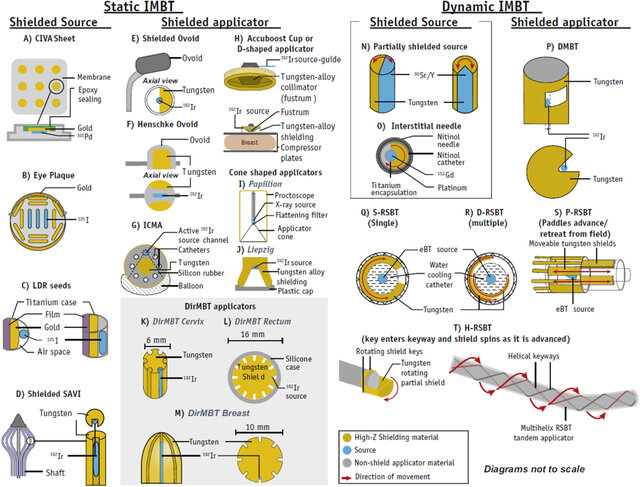 Static IMBT
Dynamic IMBT
Shielded Source
Shielded applicator
Shielded Source
Shielded applicator
A) CIVA Sheet
Membrane
Epoxy
sealing
Gold
103Pd
B) Eye Plaque
Gold
125I
C) LDR seeds
Titanium case
Film
Gold
125I
Air space
D) Shielded SAVI
Tungsten
192Ir
Shaft
E) Shielded Ovoid
Ovoid
Axial view
Tungsten
192Ir
F) Henschke Ovoid
Ovoid
Tungsten
Axial view
192Ir
G) ICMA
Active 192Ir
source channel
Catheters
Tungsten
Silicon rubber
Balloon
H) Accuboost Cup or
D-shaped applicator
192Ir source-guide
Tungsten-alloy
collimator
(fustrum )
192Ir source
Fustrum
Tungsten-alloy
shielding
Breast
Compressor
plates
Cone shaped applicators
I) Papillion
Proctoscope
X-ray source
Flattening filter
Applicator
cone
J) Liepzig
192Ir source
Tungsten alloy
shielding
Plastic cap
DirMBT applicators
K) DirMBT Cervix
6 mm
Tungsten
192Ir
L) DirMBT Rectum
16 mm
Silicone
case
Tungsten
Shiel d
192Ir
source
M) DirMBT Breast
Tungsten
192Ir
10 mm
N) Partially shielded source
90Sr/Y
Tungsten
O) Interstitial needle
Nitinol
needle
Nitinol
catheter
153Gd
Platinum
Titanium
encapsulation
P) DMBT
Tungsten
192Ir
Tungsten
Q) S-RSBT
(Single)
R) D-RSBT
(multiple)
eBT source
Water
cooling
catheter
Tungsten
S) P-RSBT
(Paddles advance/
retreat from field)
Moveable tungsten shields
eBT source
T) H-RSBT
(key enters keyway and shield spins as it is advanced)
Rotating shield keys
Tungsten
rotating
partial shield
Helical keyways
Multihelix RSBT
tandem applicator
High-Z Shielding material
Source
Non-shield applicator material
Direction of movement
Diagrams not to scale